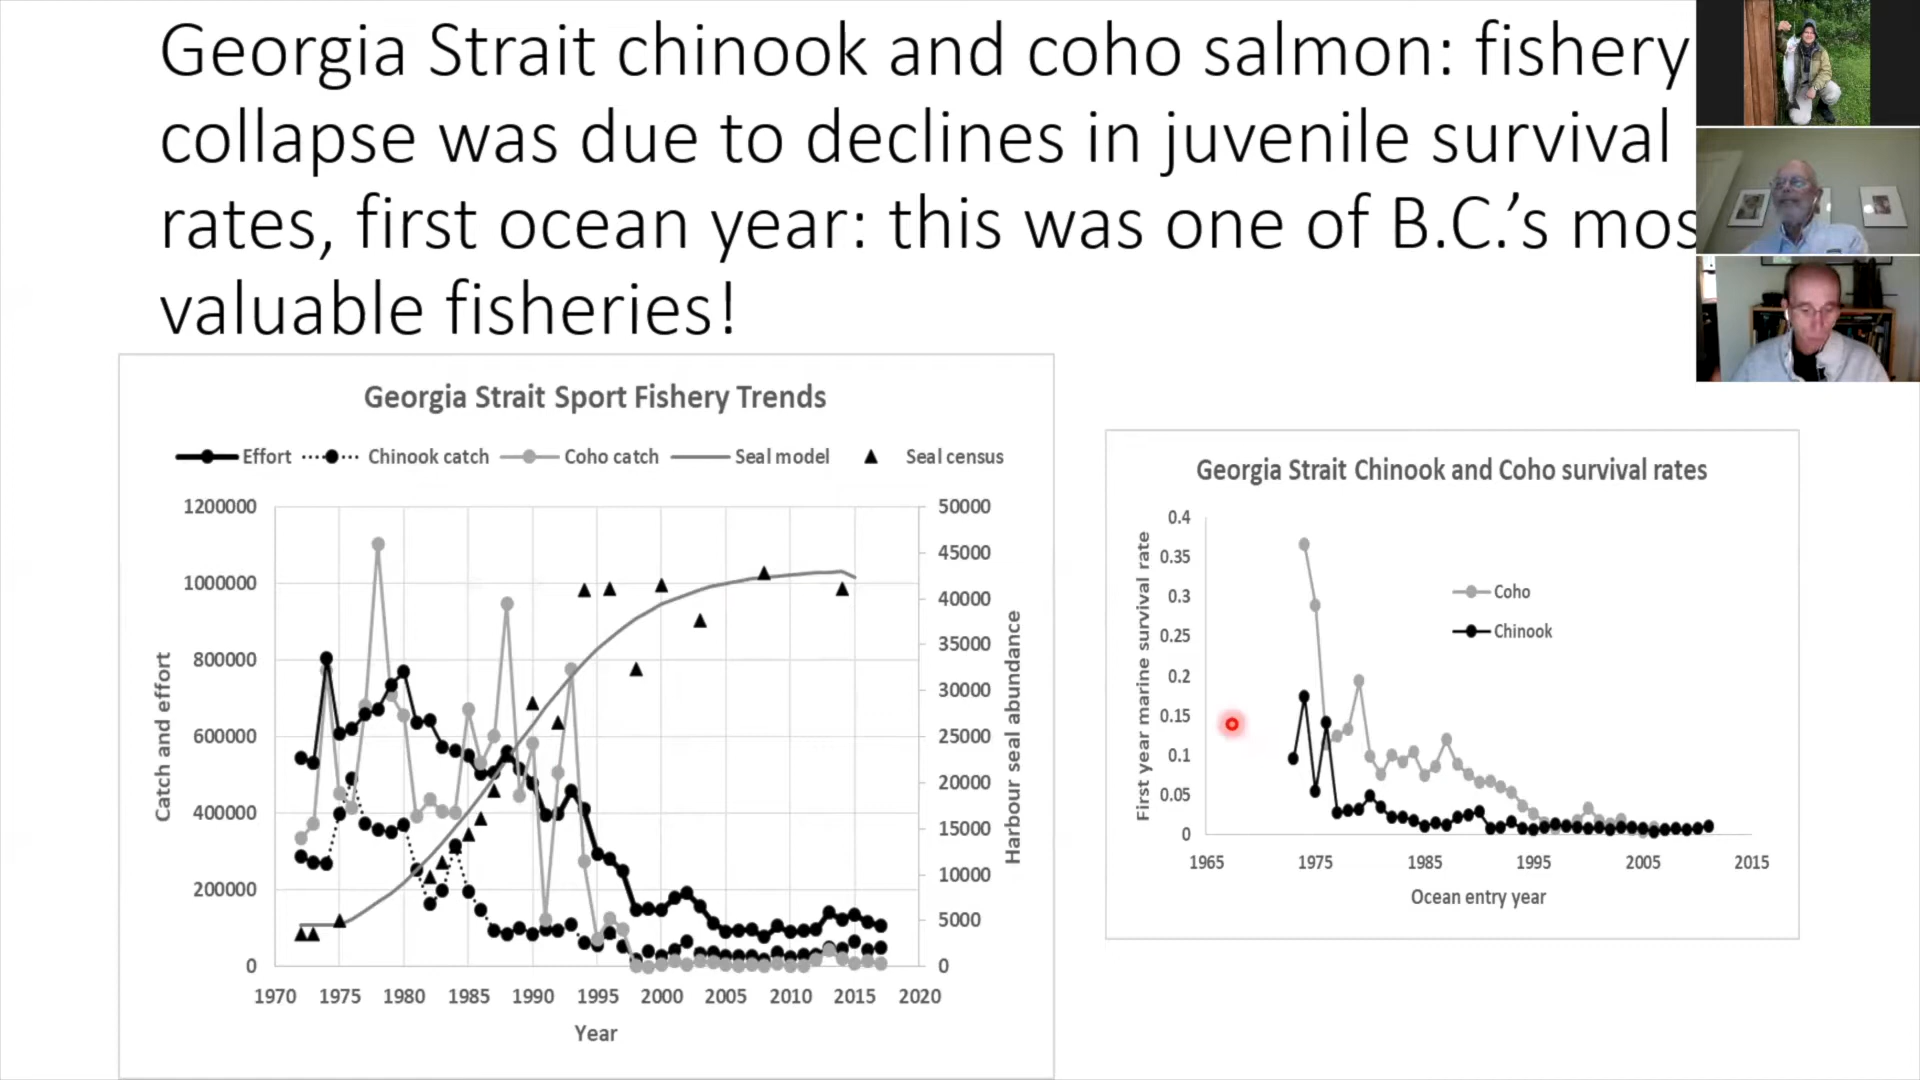 Georgia Strait chinook and coho salmon: fishery
collapse was due to declines in juvenile survival
rates, first ocean year: this was one of B.C.’s mos
valuable fisheries!
Georgia Strait Sport Fishery Trends
Effort Chinook catch Coho catch Seal model Seal census
1200000
1000000
800000
600000
400000
200000
0
Catch and effort
50000
45000
40000
35000
30000
25000
20000
15000
10000
5000
0
Harbour seal abundance
1970 1975 1980 1985 1990 1995 2000 2005 2010 2015 2020
Year
Georgia Strait Chinook and Coho survival rates
First year marine survival rate
0.4
0.35
0.3
0.25
0.2
0.15
0.1
0.05
0
Coho
Chinook
1965 1975 1985 1995 2005 2015
Ocean entry year